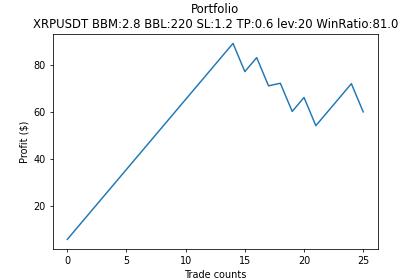 Portfolio
XRPUSDT BBM:2.8 BBL:220 SL:1.2 TP:0.6 lev:20 WinRatio:81.0
Profit ($)
80
60
40
20
0 5 10 15 20 25
Trade counts